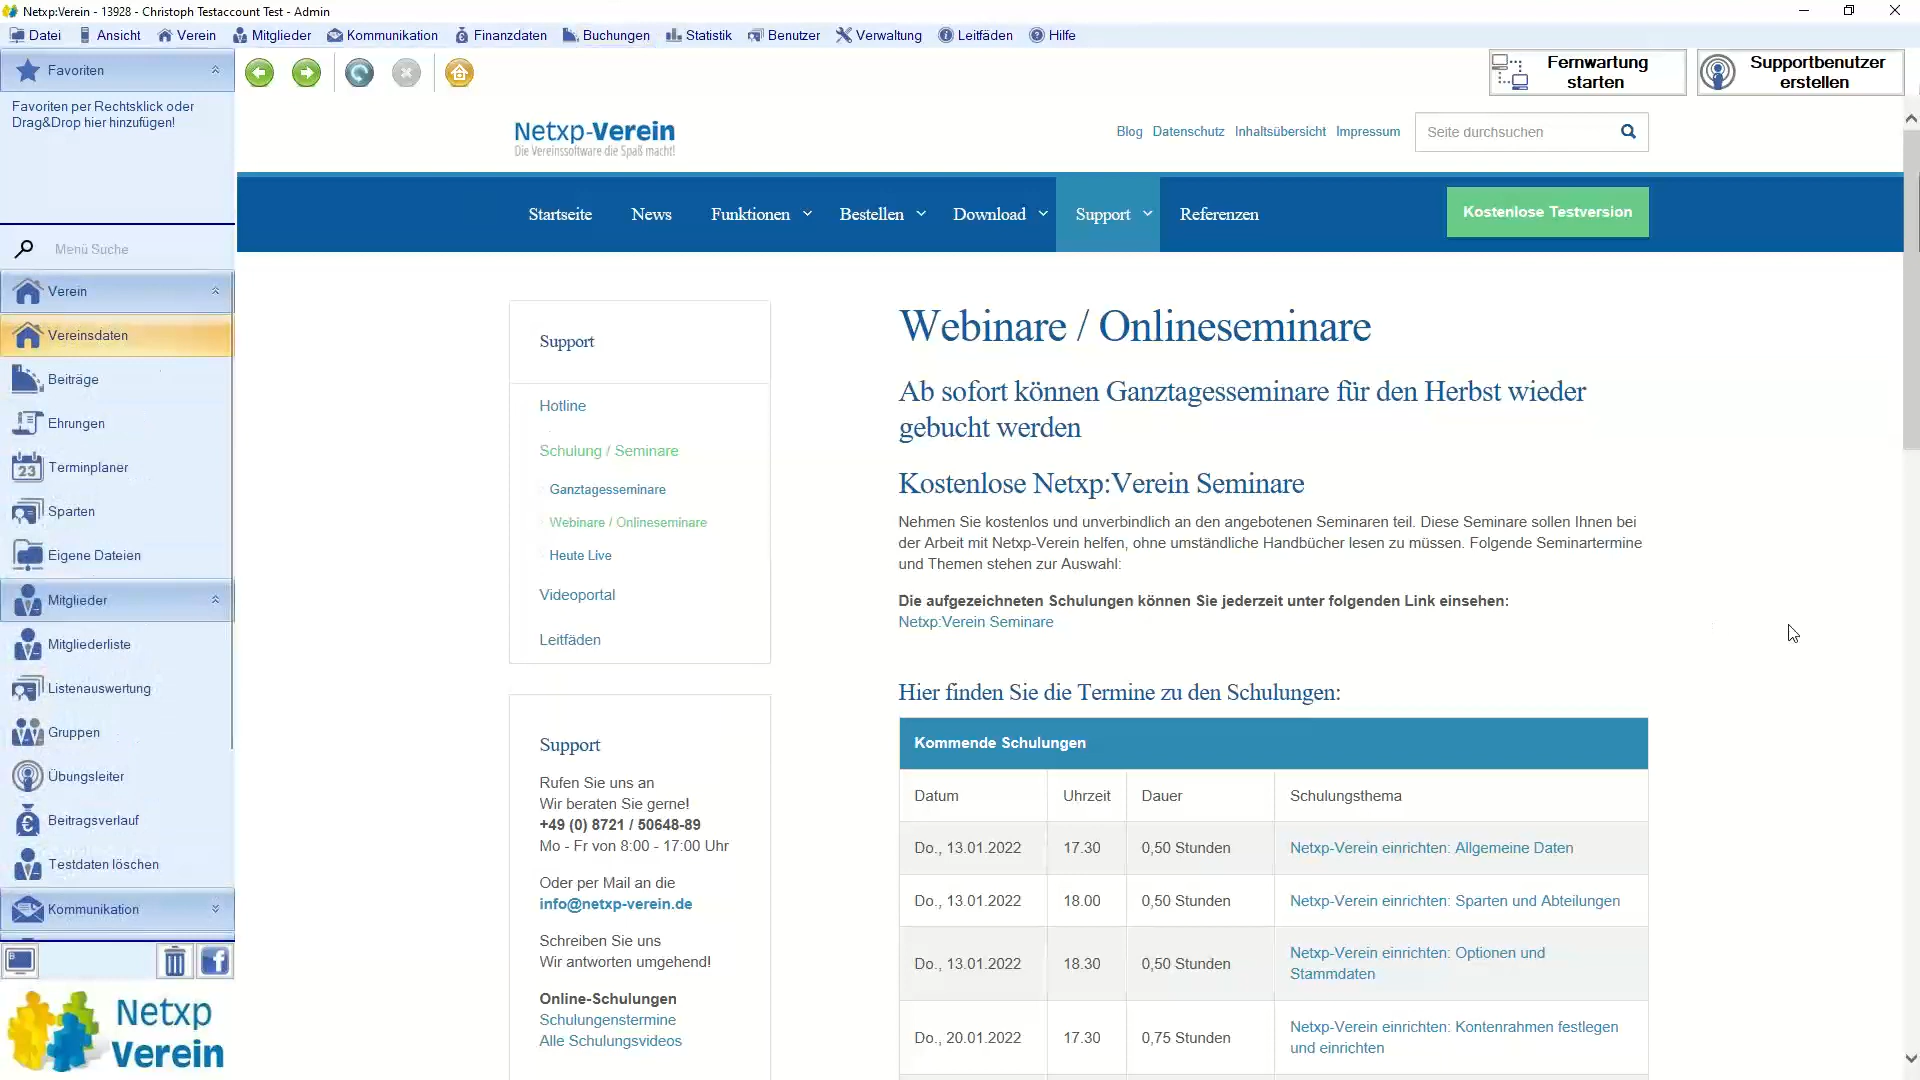 Netxp:Verein - 13928 - Christoph Testaccount Test - Admin
Datei Ansicht Verein Mitglieder Kommunikation Finanzdaten Buchungen Statistik Benutzer Verwaltung Leitfäden Hilfe
Favoriten
Favoriten per Rechtsklick oder
Drag&Drop hier hinzufügen!
Menü Suche
Verein
Vereinsdaten
Beiträge
Ehrungen
23 Terminplaner
Sparten
Eigene Dateien
Mitglieder
Mitgliederliste
Listenauswertung
Gruppen
Übungsleiter
Beitragsverlauf
Testdaten löschen
Kommunikation
Netxp
Verein
Fernwartung
starten
Supportbenutzer
erstellen
Netxp-Verein
Die Vereinssoftware die Spaß macht!
Blog Datenschutz Inhaltsübersicht Impressum
Seite durchsuchen
Startseite News Funktionen Bestellen Download Support Referenzen
Kostenlose Testversion
Support
Hotline
Schulung / Seminare
Ganztagesseminare
Webinare / Onlineseminare
Heute Live
Videoportal
Leitfäden
Support
Rufen Sie uns an
Wir beraten Sie gerne!
+49 (0) 8721 / 50648-89
Mo - Fr von 8:00 - 17:00 Uhr
Oder per Mail an die
info@netxp-verein.de
Schreiben Sie uns
Wir antworten umgehend!
Online-Schulungen
Schulungenstermine
Alle Schulungsvideos
Webinare / Onlineseminare
Ab sofort können Ganztagesseminare für den Herbst wieder
gebucht werden
Kostenlose Netxp:Verein Seminare
Nehmen Sie kostenlos und unverbindlich an den angebotenen Seminaren teil. Diese Seminare sollen Ihnen bei
der Arbeit mit Netxp-Verein helfen, ohne umständliche Handbücher lesen zu müssen. Folgende Seminartermine
und Themen stehen zur Auswahl:
Die aufgezeichneten Schulungen können Sie jederzeit unter folgenden Link einsehen:
Netxp:Verein Seminare
Hier finden Sie die Termine zu den Schulungen:
Kommende Schulungen
Datum Uhrzeit Dauer Schulungsthema
Do., 13.01.2022 17.30 0,50 Stunden Netxp-Verein einrichten: Allgemeine Daten
Do., 13.01.2022 18.00 0,50 Stunden Netxp-Verein einrichten: Sparten und Abteilungen
Do., 13.01.2022 18.30 0,50 Stunden Netxp-Verein einrichten: Optionen und
Stammdaten
Do., 20.01.2022 17.30 0,75 Stunden Netxp-Verein einrichten: Kontenrahmen festlegen
und einrichten